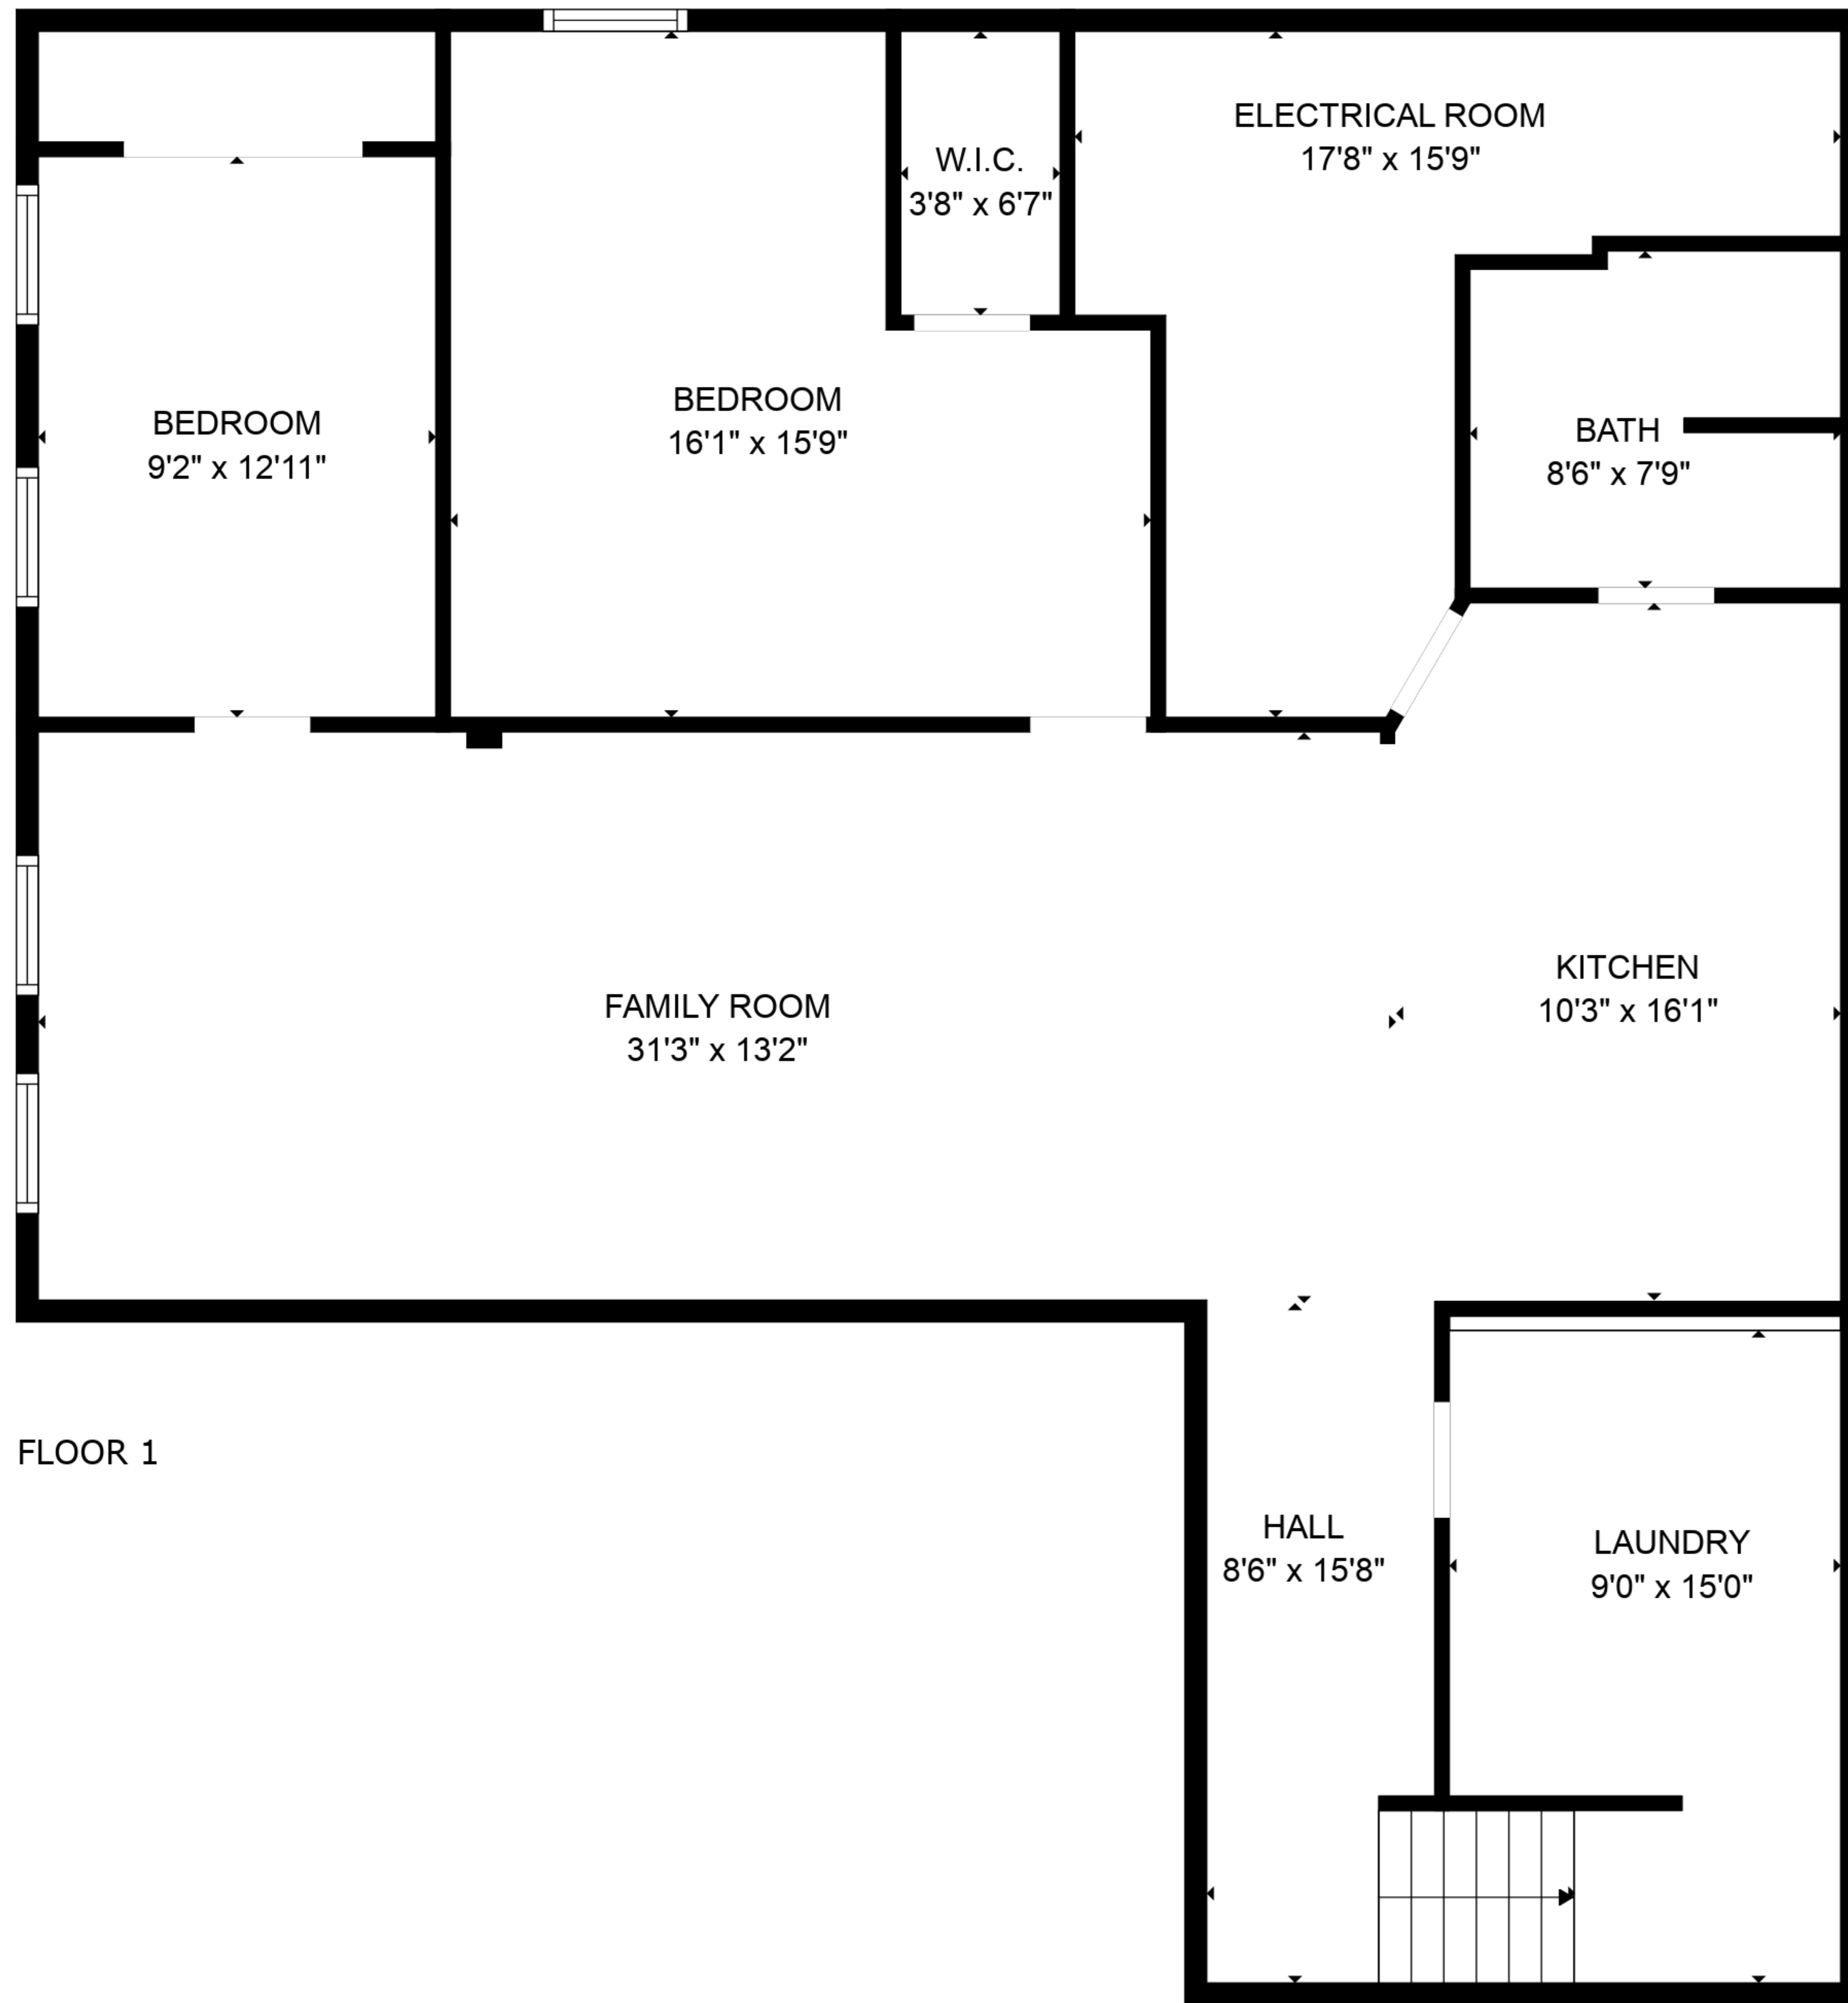 ELECTRICAL ROOM
17'8" x 15'9"
W.I.C.
3'8" x 6'7"
BEDROOM
16'1" x 15'9"
BEDROOM
9'2" x 12'11"
BATH
8'6" x 7'9"
KITCHEN
10'3" x 16'1"
FAMILY ROOM
31'3" x 13'2"
FLOOR 1
HALL
8'6" x 15'8"
LAUNDRY
9'0" x 15'0"